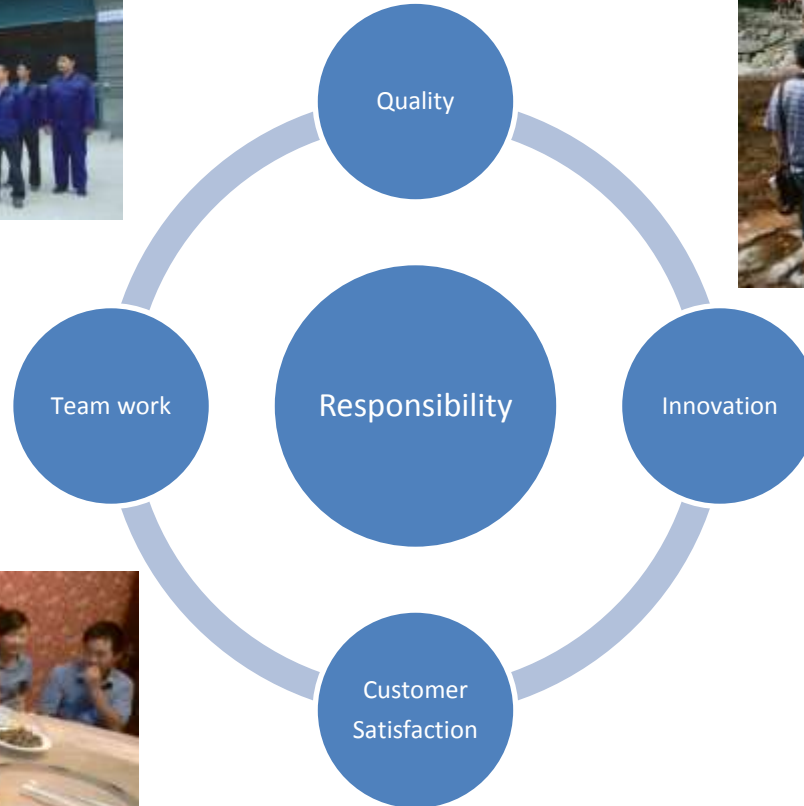 Quality
Team work
Responsibility
Innovation
Customer
Satisfaction